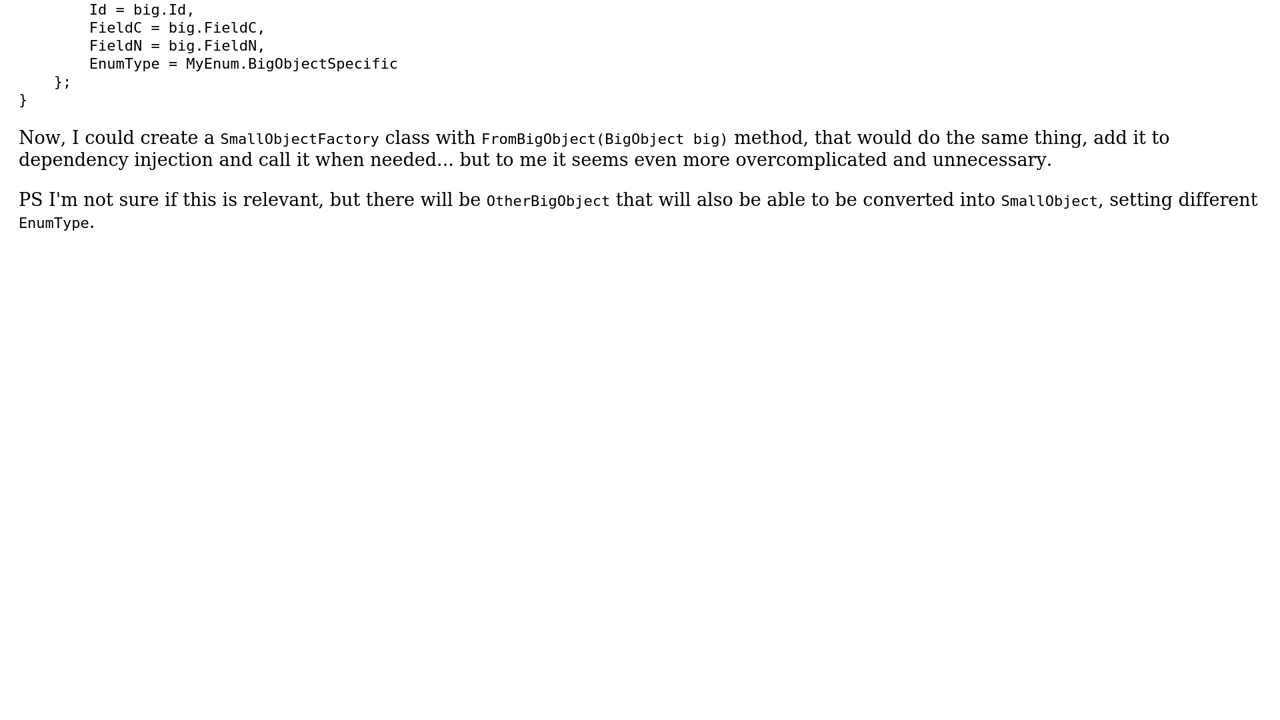 Id = big.Id,
FieldC = big.FieldC,
FieldN = big.FieldN,
EnumType = MyEnum.BigObjectSpecific
};
}
Now, I could create a SmallObjectFactory class with FromBigObject(BigObject big) method, that would do the same thing, add it to
dependency injection and call it when needed... but to me it seems even more overcomplicated and unnecessary.
PS I'm not sure if this is relevant, but there will be OtherBigObject that will also be able to be converted into SmallObject, setting different
EnumType.